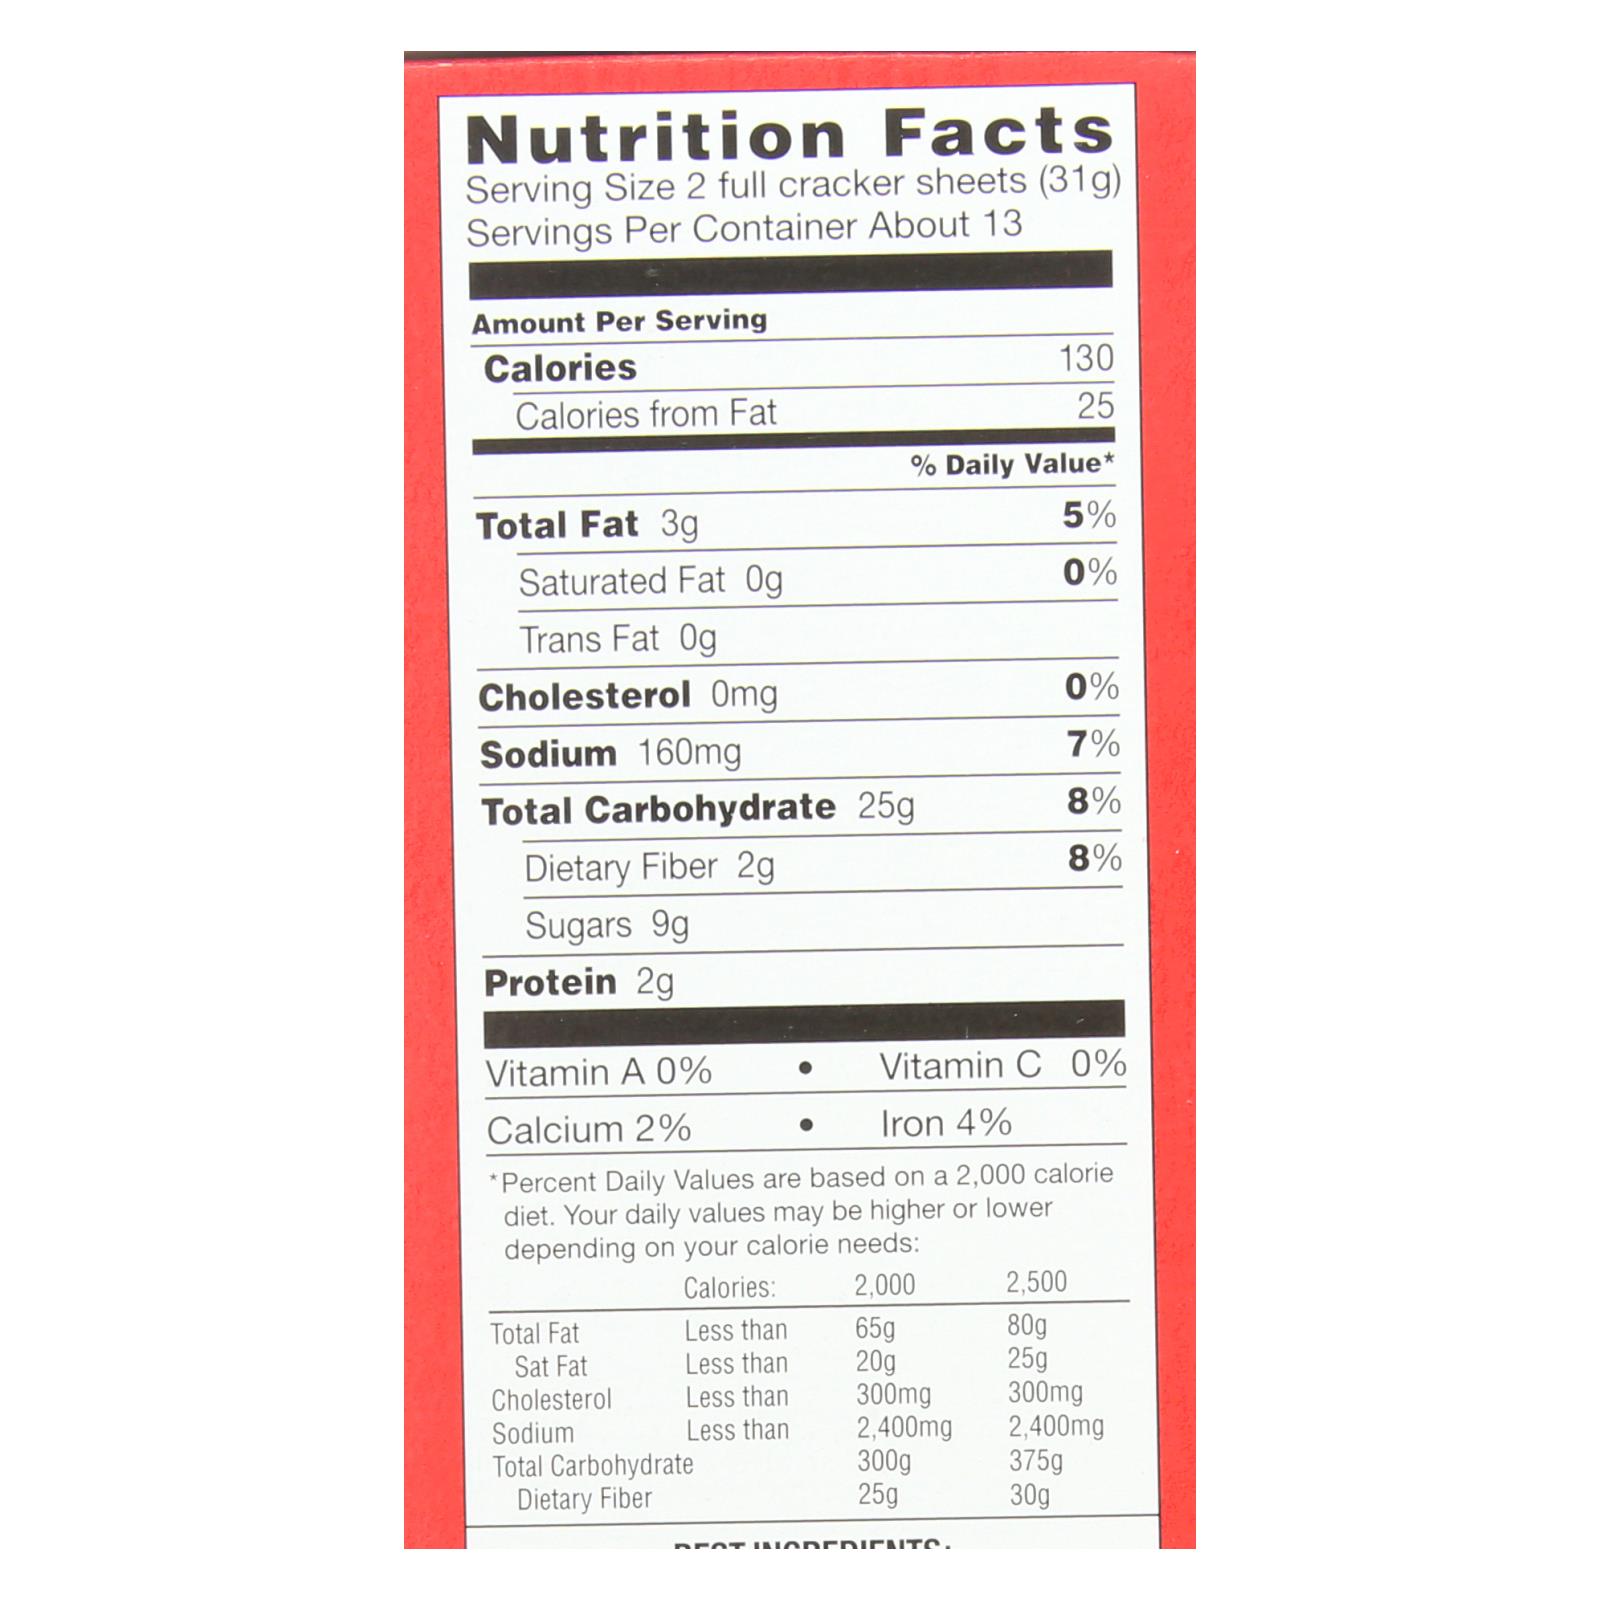 Nutrition Facts
Serving Size 2 full cracker sheets (31g)
Servings Per Container About 13
Amount Per Serving
Calories 130
Calories from Fat 25
% Daily Value*
Total Fat 3g 5%
Saturated Fat 0g 0%
Trans Fat 0g
Cholesterol 0mg 0%
Sodium 160mg 7%
Total Carbohydrate 25g 8%
Dietary Fiber 2g 8%
Sugars 9g
Protein 2g
Vitamin A 0% • Vitamin C 0%
Calcium 2% • Iron 4%
*Percent Daily Values are based on a 2,000 calorie
diet. Your daily values may be higher or lower
depending on your calorie needs:
Calories: 2,000 2,500
Total Fat Less than 65g 80g
Sat Fat Less than 20g 25g
Cholesterol Less than 300mg 300mg
Sodium Less than 2,400mg 2,400mg
Total Carbohydrate 300g 375g
Dietary Fiber 25g 30g